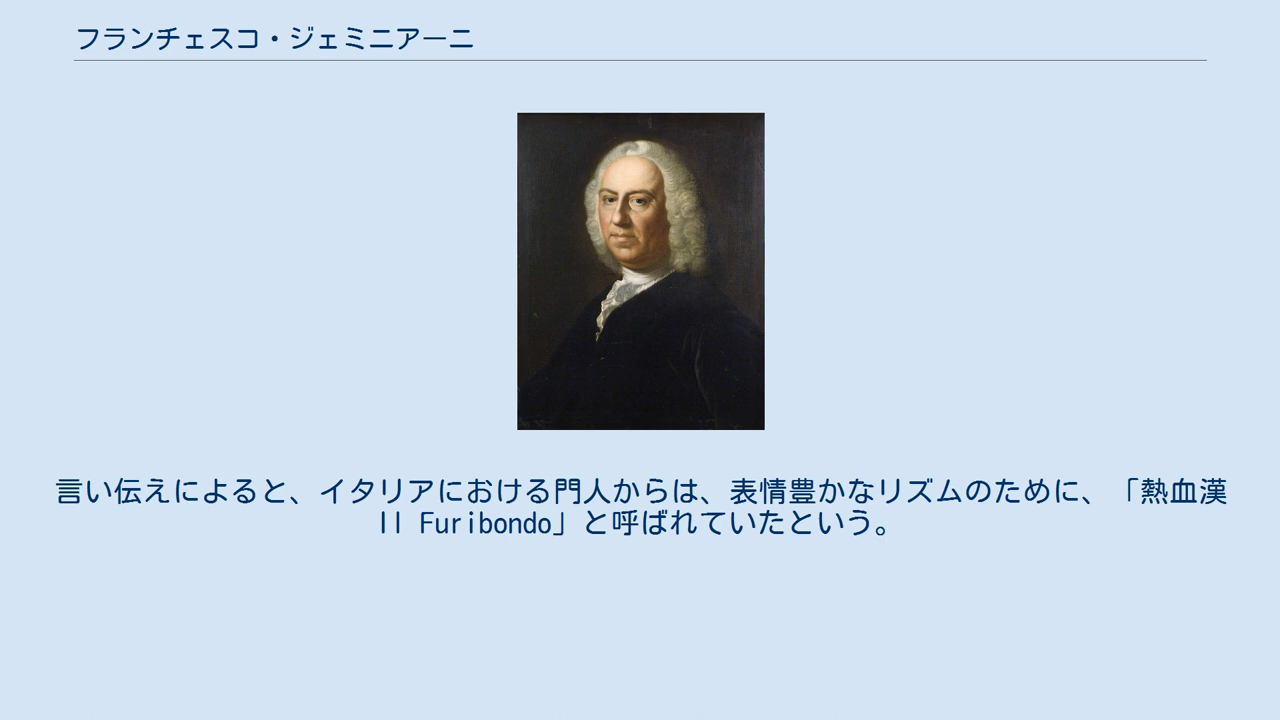 フランチェスコ・ジェミニアーニ
言い伝えによると、イタリアにおける門人からは、表情豊かなリズムのために、「熱血漢
Il Furibondo」と呼ばれていたという。